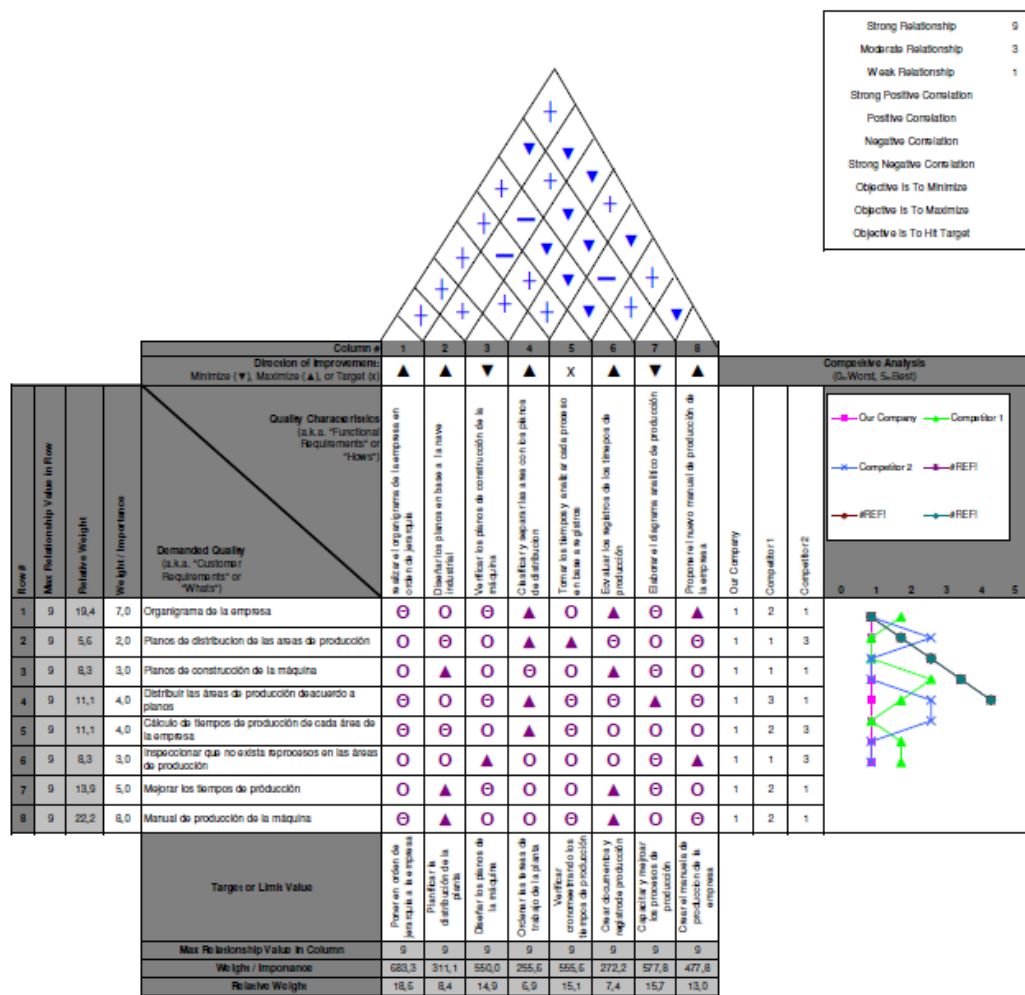 Strong Relationship 9
Moderate Relationship 3
Weak Relationship 1
Strong Positive Correlation
Positive Correlation
Negative Correlation
Strong Negative Correlation
Objective Is To Minimize
Objective Is To Maximize
Objective Is To Hit Target
Column # 1 2 3 4 5 6 7 8
Direction of Improvement:
Minimize (▼), Maximize (▲), or Target (x)
▲ ▲ ▼ ▲ x ▲ ▼ ▲
Competitive Analysis
(0=Worst, 5=Best)
Row #
Max Relationship Value in Row
Relative Weight
Weight / Importance
Quality Characteristics
(a.k.a. "Functional
Requirements" or
"Hows")
Demanded Quality
(a.k.a. "Customer
Requirements" or
"Whats")
realizar el organigrama de la empresa en
orden de jerarquia
Diseñar los planos en base a la nave
industrial
Verificar los planos de construcción de la
máquina
Clasificar y separar las area con los planos
de distribucion
Tomar los tiempos y analizar cada proceso
en base a registros
Ecvaluar los registros de los timepos de
producción
Elaborar el diagrama analitico de producción
Proponer el nuevo manual de producción de
la empresa
Our Company
Competitor 1
Competitor 2
Our Company
Competitor 1
Competitor 2
#REF!
#REF!
#REF!
0 1 2 3 4 5
1 9 19,4 7,0 Organigrama de la empresa Θ Ο Θ ▲ Ο ▲ Θ ▲ 1 2 1
2 9 5,6 2,0 Planos de distribucion de las areas de producción Θ Θ Θ ▲ ▲ Θ Ο Θ 1 1 3
3 9 8,3 3,0 Planos de construcción de la máquina Ο ▲ Ο Θ Ο ▲ Θ Ο 1 1 1
4 9 11,1 4,0 Distribuir las áreas de producción deacuerdo a
planos Θ Ο Θ ▲ Θ Θ ▲ Θ 1 3 1
5 9 11,1 4,0 Cálculo de tiempos de producción de cada área de
la empresa Θ Θ Ο ▲ Θ Ο Ο Ο 1 2 3
6 9 8,3 3,0 Inspeccionar que no exista reprocesos en las áreas
de producción Ο Ο ▲ Ο Ο Ο Θ ▲ 1 1 3
7 9 13,9 5,0 Mejorar los tiempos de próducción Ο ▲ Θ Ο Ο ▲ Θ Ο 1 2 1
8 9 22,2 8,0 Manual de producción de la máquina Θ ▲ Ο Ο Θ ▲ Ο Θ 1 2 1
Target or Limit Value
Poner en orden de
jerarquia a la empresa
Planificar la
distribución de la
planta
Diseñar los planos de
la máquina
Ordenar las tareas de
trabajo de la planta
Verificar
cronometrando los
tiempos de producción
Crear documentos y
registro de producción
Capacitar y mejorar
los procesos de
producción
Crear el manuela de
produccion de la
empresa
Max Relationship Value in Column 9 9 9 9 9 9 9 9
Weight / Importance 683,3 311,1 550,0 255,6 555,6 272,2 577,8 477,8
Relative Weight 18,6 8,4 14,9 6,9 15,1 7,4 15,7 13,0